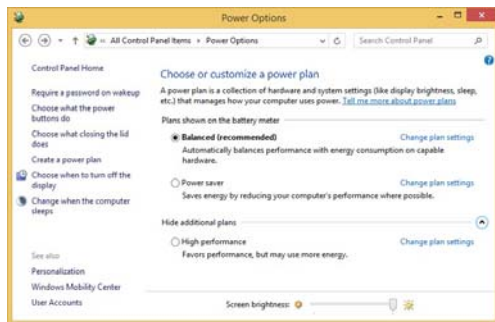 Power Options
« All Control Panel Items › Power Options
Search Control Panel
Control Panel Home
Require a password on wakeup
Choose what the power
buttons do
Choose what closing the lid
does
Create a power plan
Choose when to turn off the
display
Change when the computer
sleeps
See also
Personalization
Windows Mobility Center
User Accounts
Choose or customize a power plan
A power plan is a collection of hardware and system settings (like display brightness, sleep,
etc.) that manages how your computer uses power. Tell me more about power plans
Plans shown on the battery meter
Balanced (recommended) Change plan settings
Automatically balances performance with energy consumption on capable
hardware.
Power saver Change plan settings
Saves energy by reducing your computer's performance where possible.
Hide additional plans
High performance Change plan settings
Favors performance, but may use more energy.
Screen brightness: